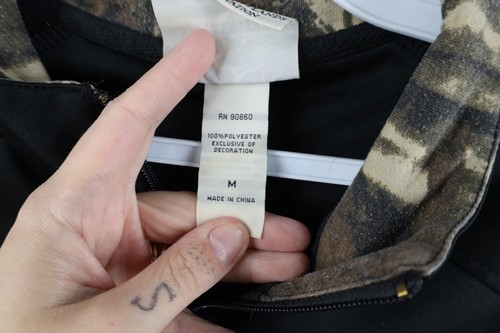 RN 90860
100%POLYESTER
EXCLUSIVE OF
DECORATION
M
MADE IN CHINA
S